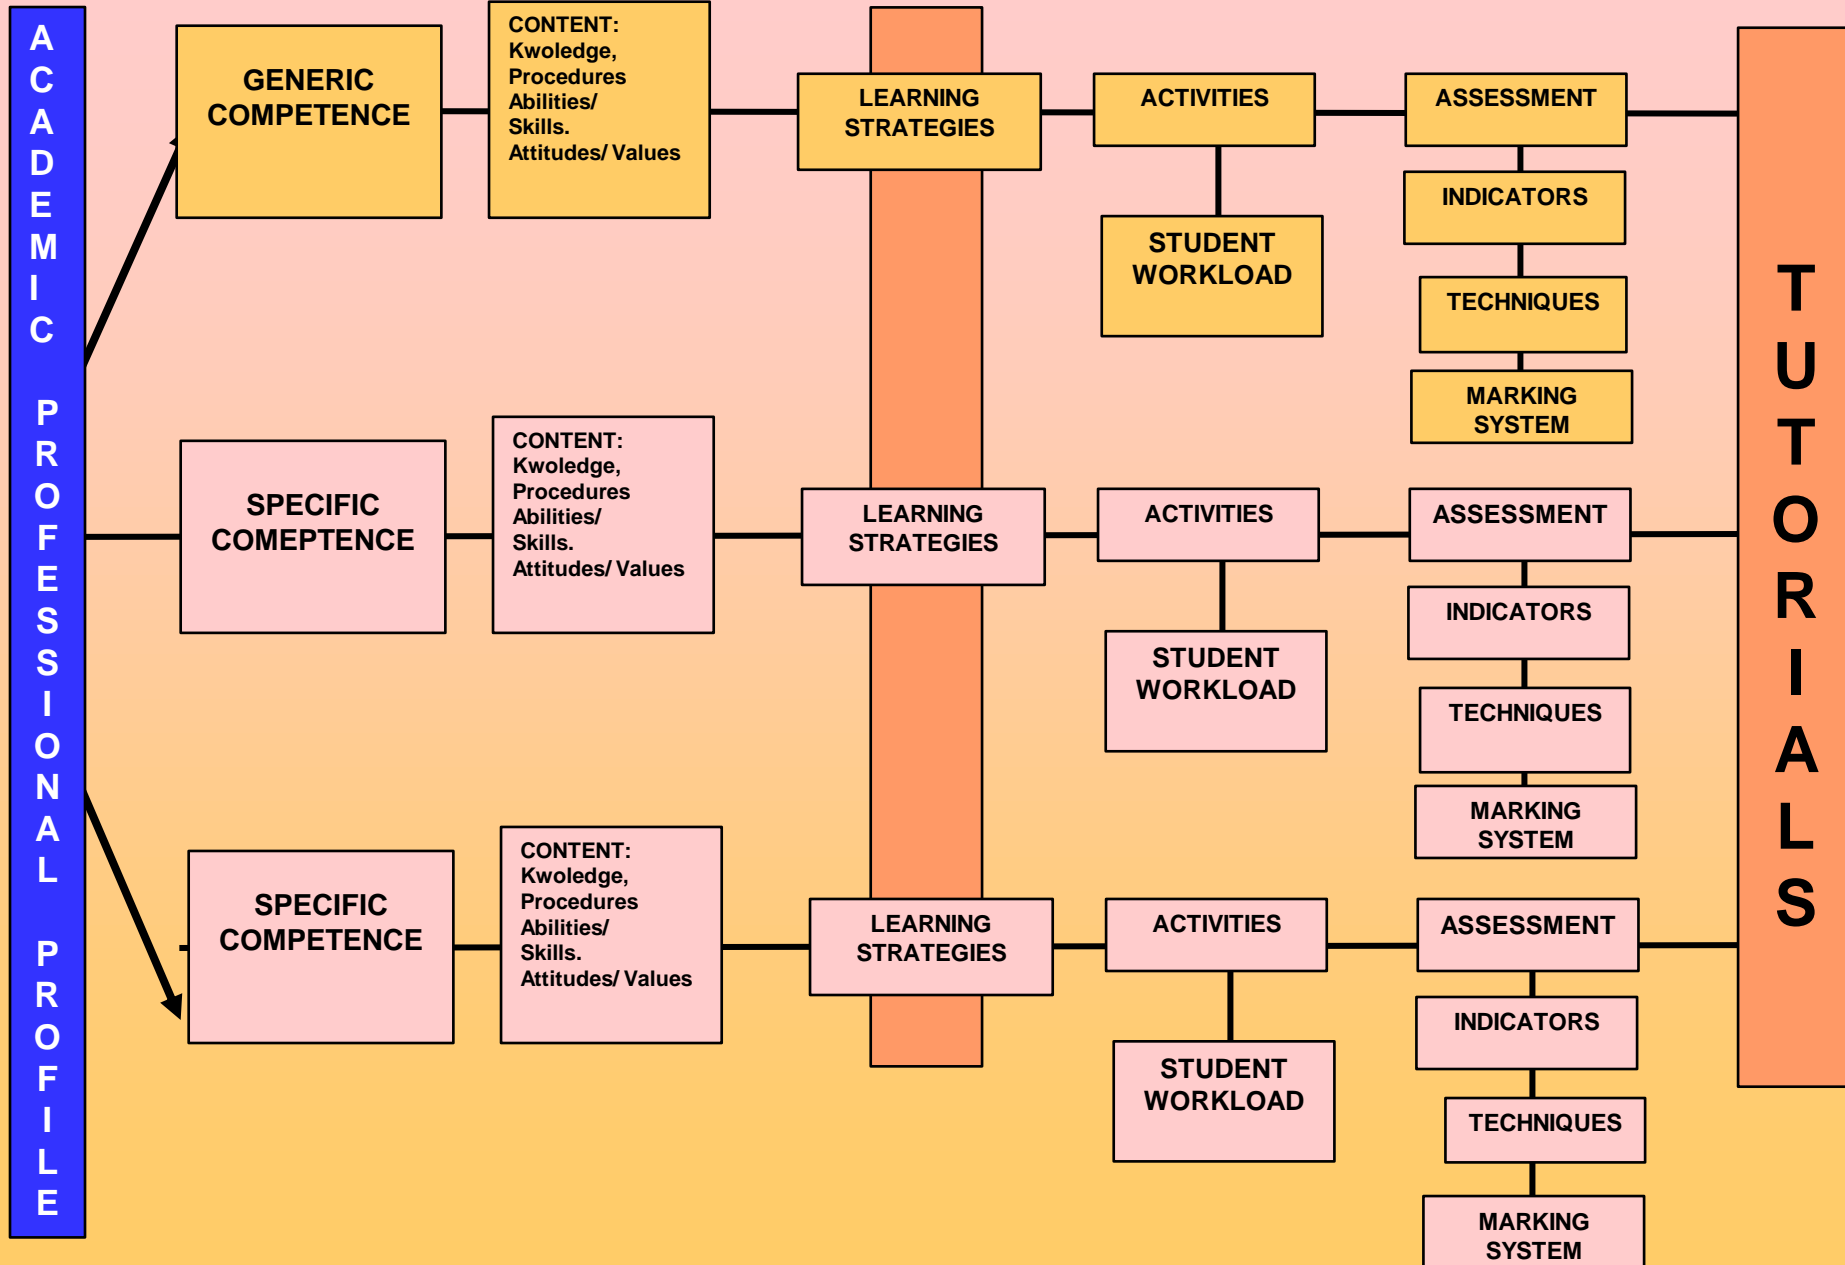 ACADEMIC PROFESSIONAL PROFILE
GENERIC
COMPETENCE
CONTENT:
Kwoledge,
Procedures
Abilities/
Skills.
Attitudes/ Values
LEARNING
STRATEGIES
ACTIVITIES
STUDENT
WORKLOAD
ASSESSMENT
INDICATORS
TECHNIQUES
MARKING
SYSTEM
SPECIFIC
COMEPTENCE
CONTENT:
Kwoledge,
Procedures
Abilities/
Skills.
Attitudes/ Values
LEARNING
STRATEGIES
ACTIVITIES
STUDENT
WORKLOAD
ASSESSMENT
INDICATORS
TECHNIQUES
MARKING
SYSTEM
SPECIFIC
COMPETENCE
CONTENT:
Kwoledge,
Procedures
Abilities/
Skills.
Attitudes/ Values
LEARNING
STRATEGIES
ACTIVITIES
STUDENT
WORKLOAD
ASSESSMENT
INDICATORS
TECHNIQUES
MARKING
SYSTEM
TUTORIALS